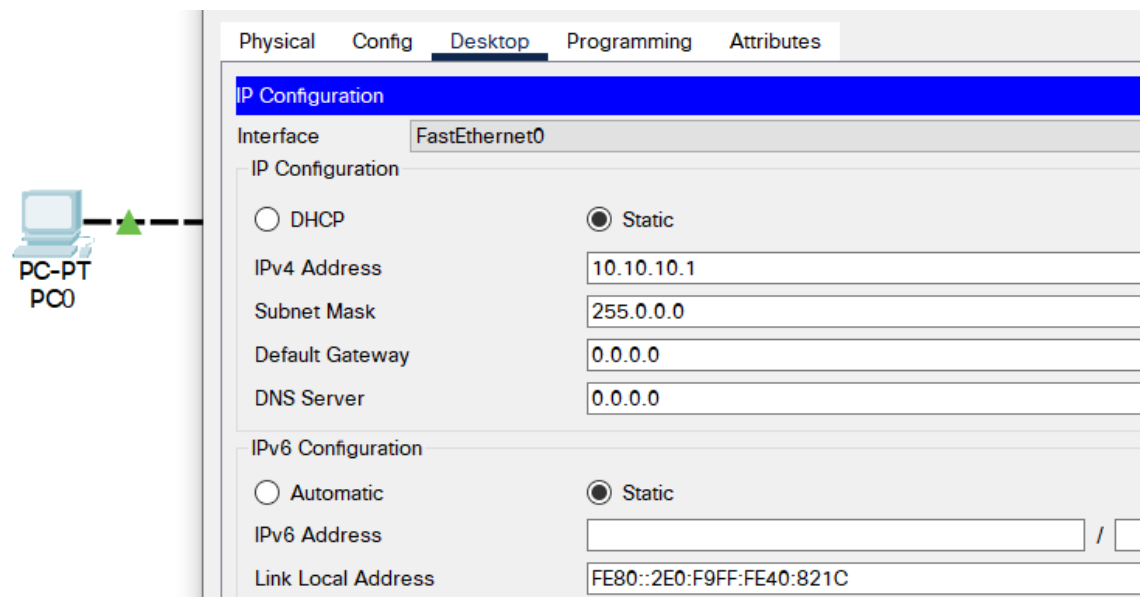 Physical Config Desktop Programming Attributes
IP Configuration
Interface FastEthernet0
IP Configuration
DHCP Static
IPv4 Address 10.10.10.1
Subnet Mask 255.0.0.0
Default Gateway 0.0.0.0
DNS Server 0.0.0.0
IPv6 Configuration
Automatic Static
IPv6 Address /
Link Local Address FE80::2E0:F9FF:FE40:821C
PC-PT
PC0